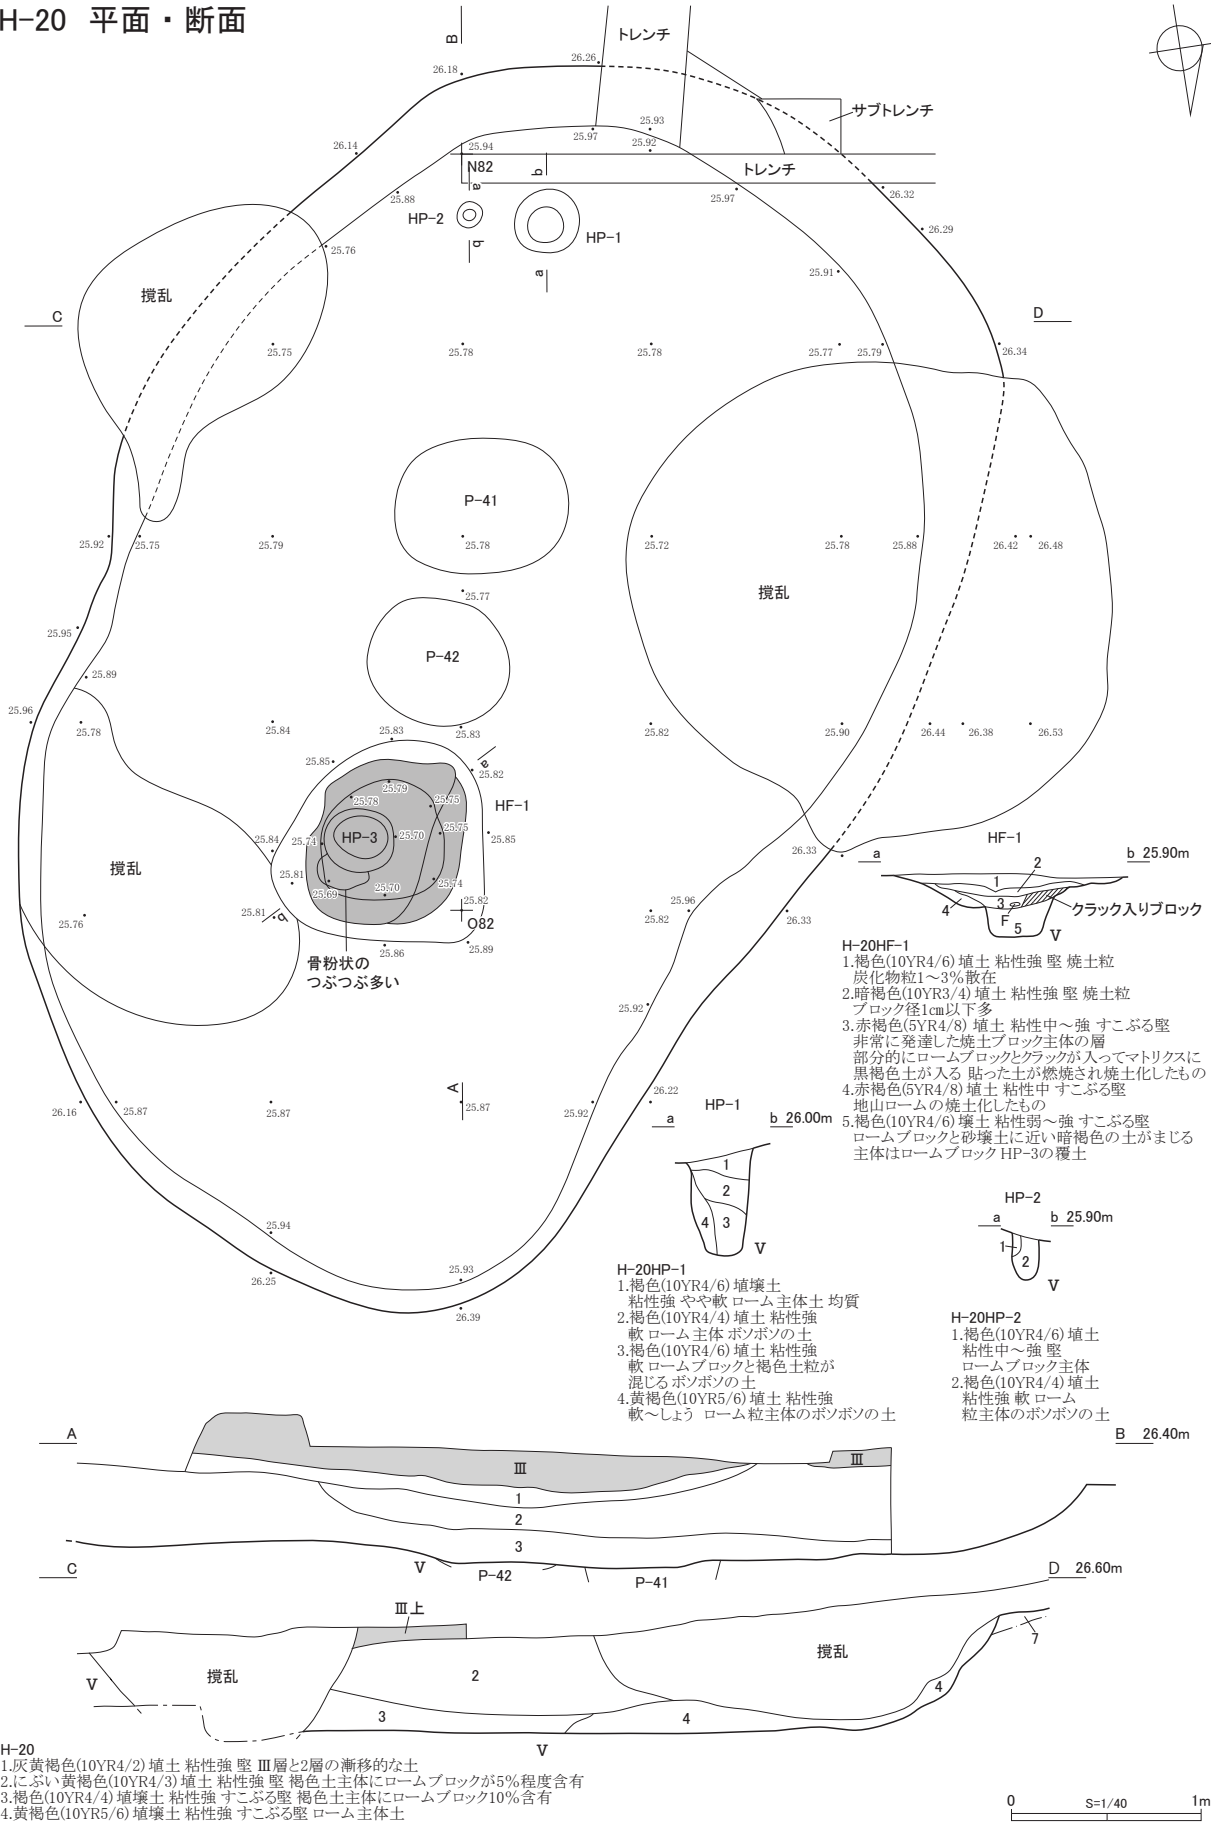 H-20 平面・断面
B
トレンチ
26.18
26.26
サブトレンチ
25.93
25.97
25.92
26.14
25.94
N82
a
b
トレンチ
25.88
25.97
26.32
HP-2
HP-1
26.29
b
a
25.76
25.91
撹乱
C
D
25.75
25.78
25.78
25.77
25.79
26.34
P-41
25.92
25.75
25.79
25.78
25.72
25.78
25.88
26.42
26.48
25.77
撹乱
25.95
P-42
25.89
25.96
25.78
25.84
25.83
25.83
25.82
25.90
26.44
26.38
26.53
25.85
a
25.82
25.79
25.78
25.75
HF-1
25.84
25.74
HP-3
25.70
25.75
25.85
撹乱
25.81
25.69
25.70
25.74
25.82
25.81
b
O82
25.76
25.86
25.89
25.82
25.96
26.33
26.33
骨粉状の
つぶつぶ多い
25.92
A
26.16
25.87
25.87
25.87
25.92
26.22
25.94
25.93
26.25
26.39
HF-1
a
b 25.90m
1
2
3
4
F
5
V
クラック入りブロック
H-20HF-1
1.褐色(10YR4/6) 埴土 粘性強 堅 焼土粒
炭化物粒1～3%散在
2.暗褐色(10YR3/4) 埴土 粘性強 堅 焼土粒
ブロック径1cm以下多
3.赤褐色(5YR4/8) 埴土 粘性中～強 すこぶる堅
非常に発達した焼土ブロック主体の層
部分的にロームブロックとクラックが入ってマトリクスに
黒褐色土が入る 貼った土が燃焼され焼土化したもの
4.赤褐色(5YR4/8) 埴土 粘性中 すこぶる堅
地山ロームの焼土化したもの
5.褐色(10YR4/6) 壌土 粘性弱～強 すこぶる堅
ロームブロックと砂壌土に近い暗褐色の土がまじる
主体はロームブロック HP-3の覆土
HP-1
a
b 26.00m
1
2
4
3
V
H-20HP-1
1.褐色(10YR4/6) 埴壌土
粘性強 やや軟 ローム主体土 均質
2.褐色(10YR4/4) 埴土 粘性強
軟 ローム主体 ボソボソの土
3.褐色(10YR4/6) 埴土 粘性強
軟 ロームブロックと褐色土粒が
混じるボソボソの土
4.黄褐色(10YR5/6) 埴土 粘性強
軟～しょう ローム粒主体のボソボソの土
HP-2
a
b 25.90m
1
2
V
H-20HP-2
1.褐色(10YR4/6) 埴土
粘性中～強 堅
ロームブロック主体
2.褐色(10YR4/4) 埴土
粘性強 軟 ローム
粒主体のボソボソの土
A
B 26.40m
Ⅲ
Ⅲ
1
2
3
V
P-42
P-41
C
D 26.60m
Ⅲ上
V
撹乱
2
撹乱
7
3
4
4
V
H-20
1.灰黄褐色(10YR4/2) 埴土 粘性強 堅 Ⅲ層と2層の漸移的な土
2.にぶい黄褐色(10YR4/3) 埴土 粘性強 堅 褐色土主体にロームブロックが5%程度含有
3.褐色(10YR4/4) 埴壌土 粘性強 すこぶる堅 褐色土主体にロームブロック10%含有
4.黄褐色(10YR5/6) 埴壌土 粘性強 すこぶる堅 ローム主体土
0
S=1/40
1m